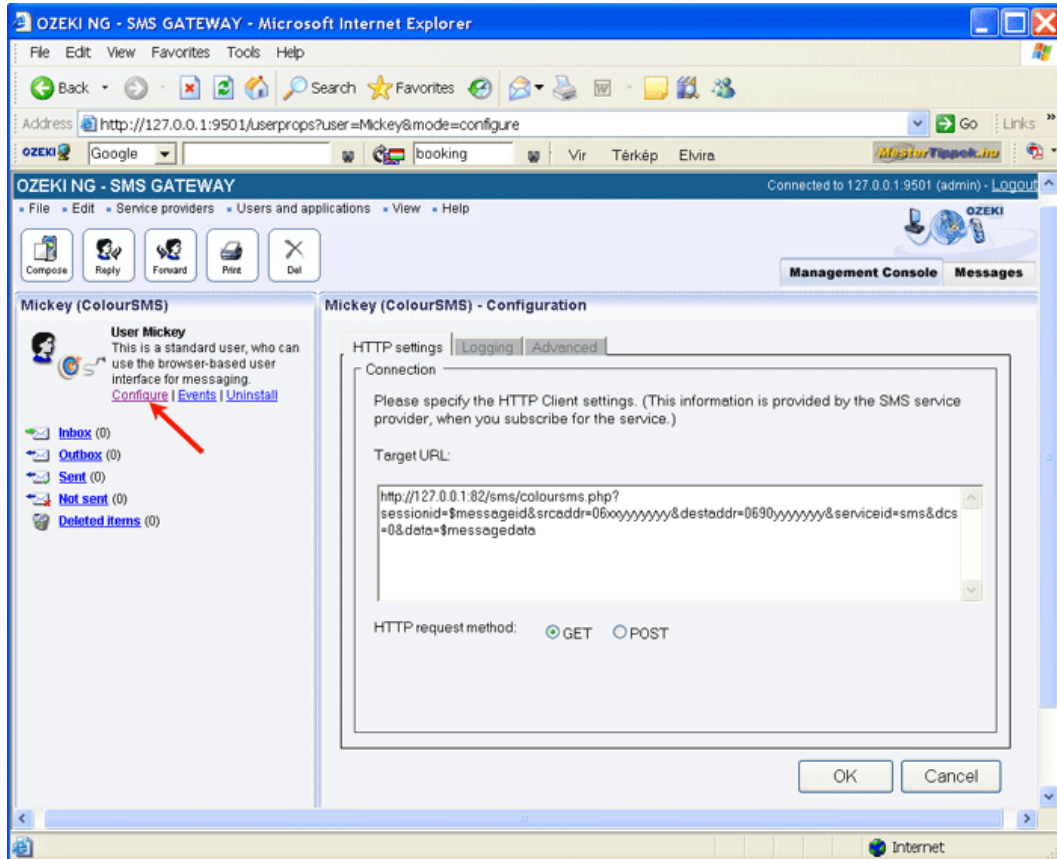 OZEKI NG - SMS GATEWAY - Microsoft Internet Explorer
File Edit View Favorites Tools Help
Back Search Favorites
Address http://127.0.0.1:9501/userprops?user=Mickey&mode=configure Go Links »
OZEKI Google booking Vir Térkép Elvira MesterTippek.hu
OZEKI NG - SMS GATEWAY Connected to 127.0.0.1:9501 (admin) - Logout
File Edit Service providers Users and applications View Help
OZEKI
Compose Reply Forward Print Del
Management Console Messages
Mickey (ColourSMS)
User Mickey
This is a standard user, who can
use the browser-based user
interface for messaging.
Configure | Events | Uninstall
Inbox (0)
Outbox (0)
Sent (0)
Not sent (0)
Deleted items (0)
Mickey (ColourSMS) - Configuration
HTTP settings Logging Advanced
Connection
Please specify the HTTP Client settings. (This information is provided by the SMS service
provider, when you subscribe for the service.)
Target URL:
http://127.0.0.1:82/sms/coloursms.php?
sessionid=$messageid&srcaddr=06xxyyyyyyy&destaddr=0690yyyyyyy&serviceid=sms&dcs
=0&data=$messagedata
HTTP request method: GET POST
OK Cancel
Internet